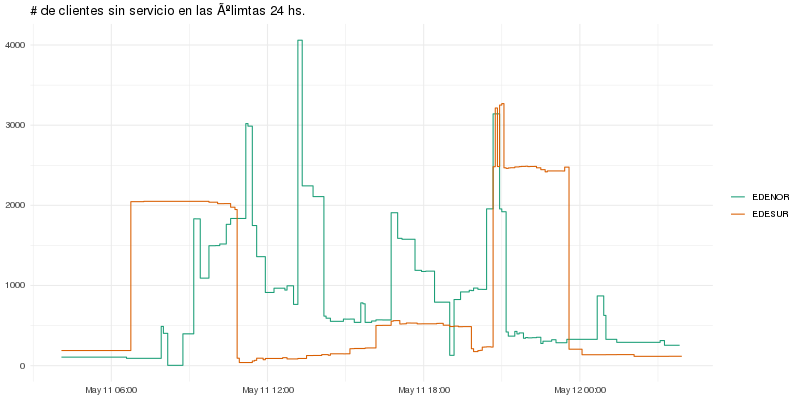 # de clientes sin servicio en las Ãºlimtas 24 hs.
4000
3000
2000
1000
0
May 11 06:00
May 11 12:00
May 11 18:00
May 12 00:00
EDENOR
EDESUR